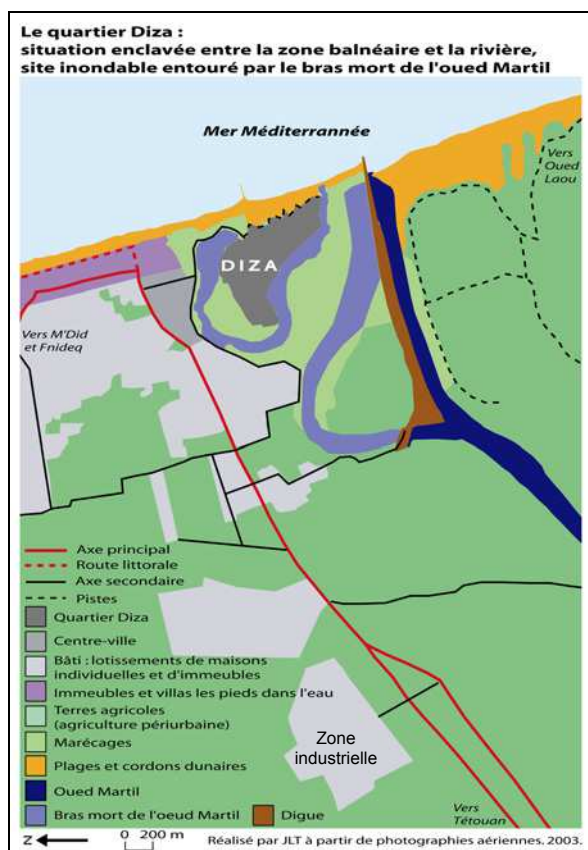 Le quartier Diza :
situation enclavée entre la zone balnéaire et la rivière,
site inondable entouré par le bras mort de l'oued Martil
Mer Méditerrannée
Vers
Oued
Laou
DIZA
Vers M'Did
et Fnideq
Axe principal
Route littorale
Axe secondaire
Pistes
Quartier Diza
Centre-ville
Bâti : lotissements de maisons
individuelles et d'immeubles
Immeubles et villas les pieds dans l'eau
Terres agricoles
(agriculture périurbaine)
Marécages
Plages et cordons dunaires
Oued Martil
Bras mort de l'oeud Martil
Digue
Zone
industrielle
Vers
Tétouan
Z
0 200 m
Réalisé par JLT à partir de photographies aériennes. 2003.